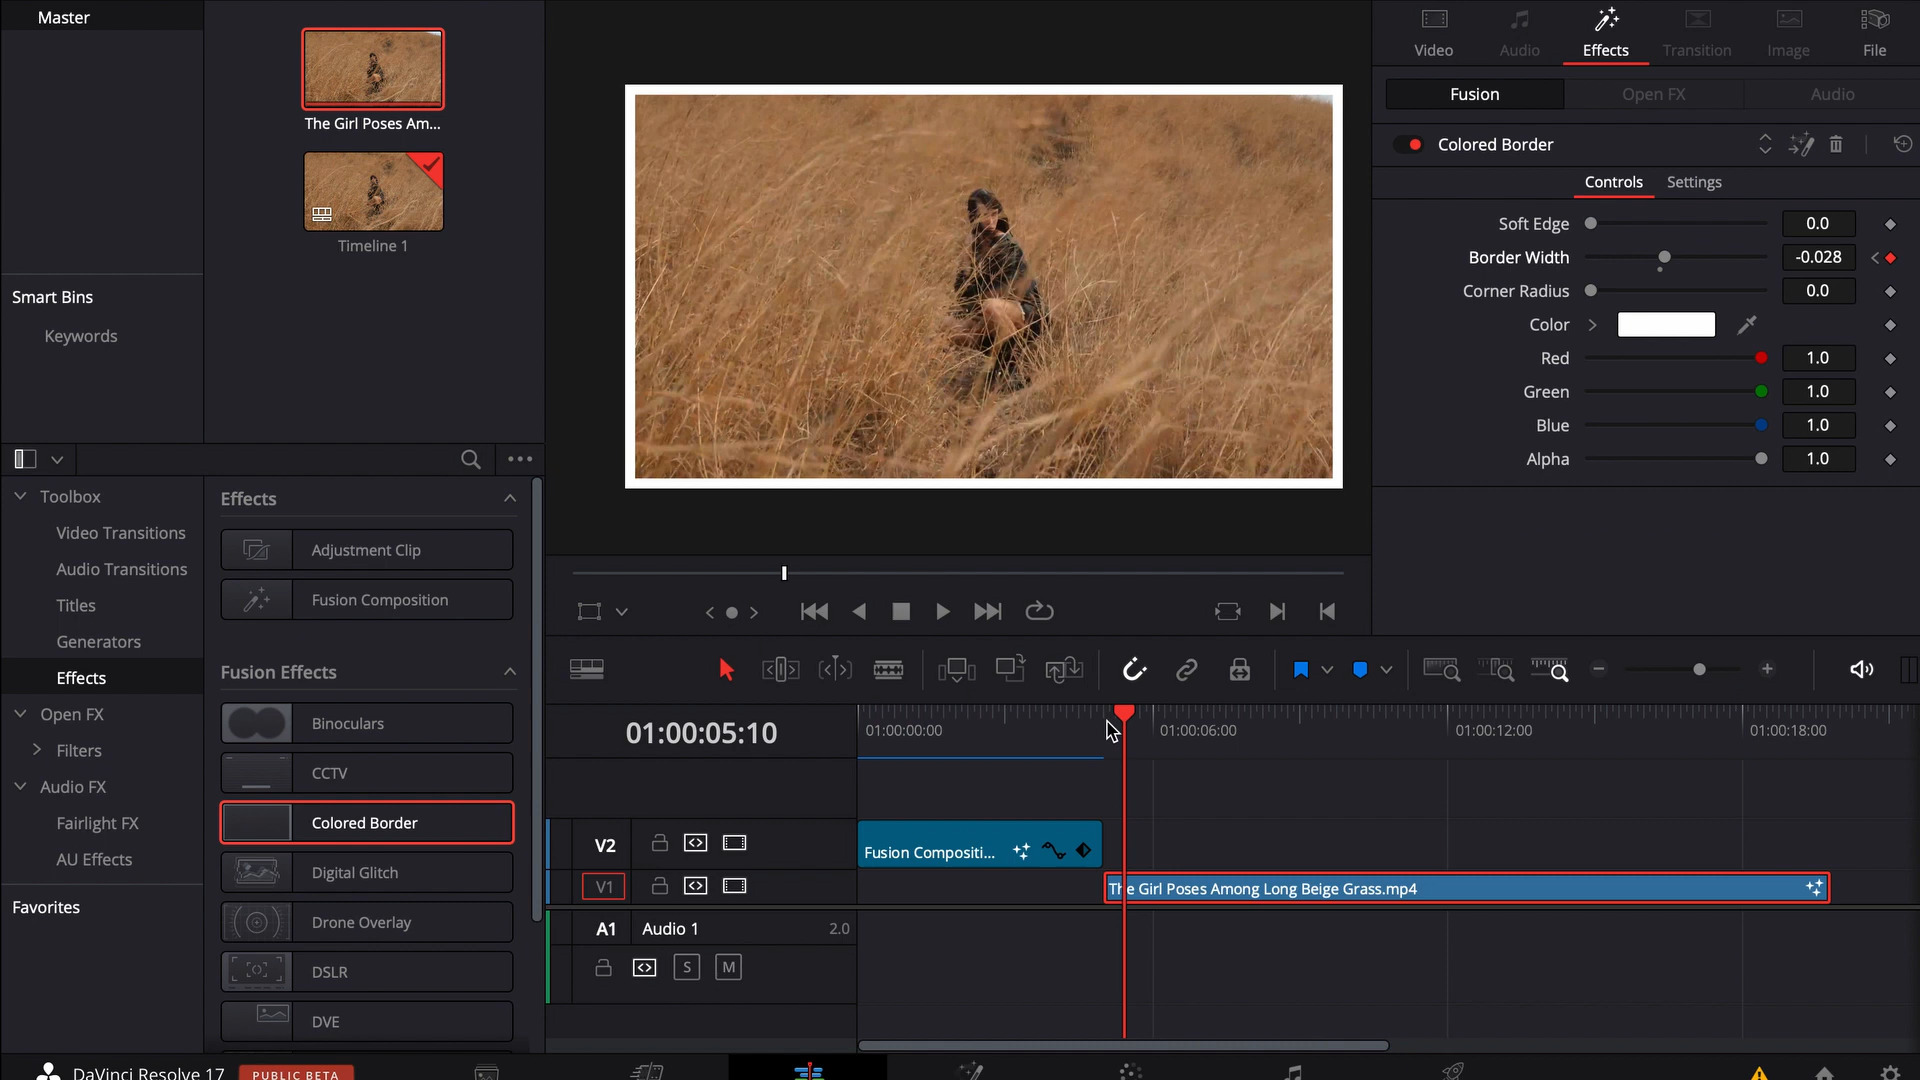 Master
The Girl Poses Am...
Timeline 1
Smart Bins
Keywords
Video
Audio
Effects
Transition
Image
File
Fusion
Open FX
Audio
Colored Border
Controls
Settings
Soft Edge
0.0
Border Width
-0.028
Corner Radius
0.0
Color
Red
1.0
Green
1.0
Blue
1.0
Alpha
1.0
Toolbox
Video Transitions
Audio Transitions
Titles
Generators
Effects
Open FX
Filters
Audio FX
Fairlight FX
AU Effects
Favorites
Effects
Adjustment Clip
Fusion Composition
Fusion Effects
Binoculars
CCTV
Colored Border
Digital Glitch
Drone Overlay
DSLR
DVE
01:00:05:10
01:00:00:00
01:00:06:00
01:00:12:00
01:00:18:00
V2
Fusion Compositi...
V1
The Girl Poses Among Long Beige Grass.mp4
A1
Audio 1
2.0
S
M
DaVinci Resolve 17
PUBLIC BETA